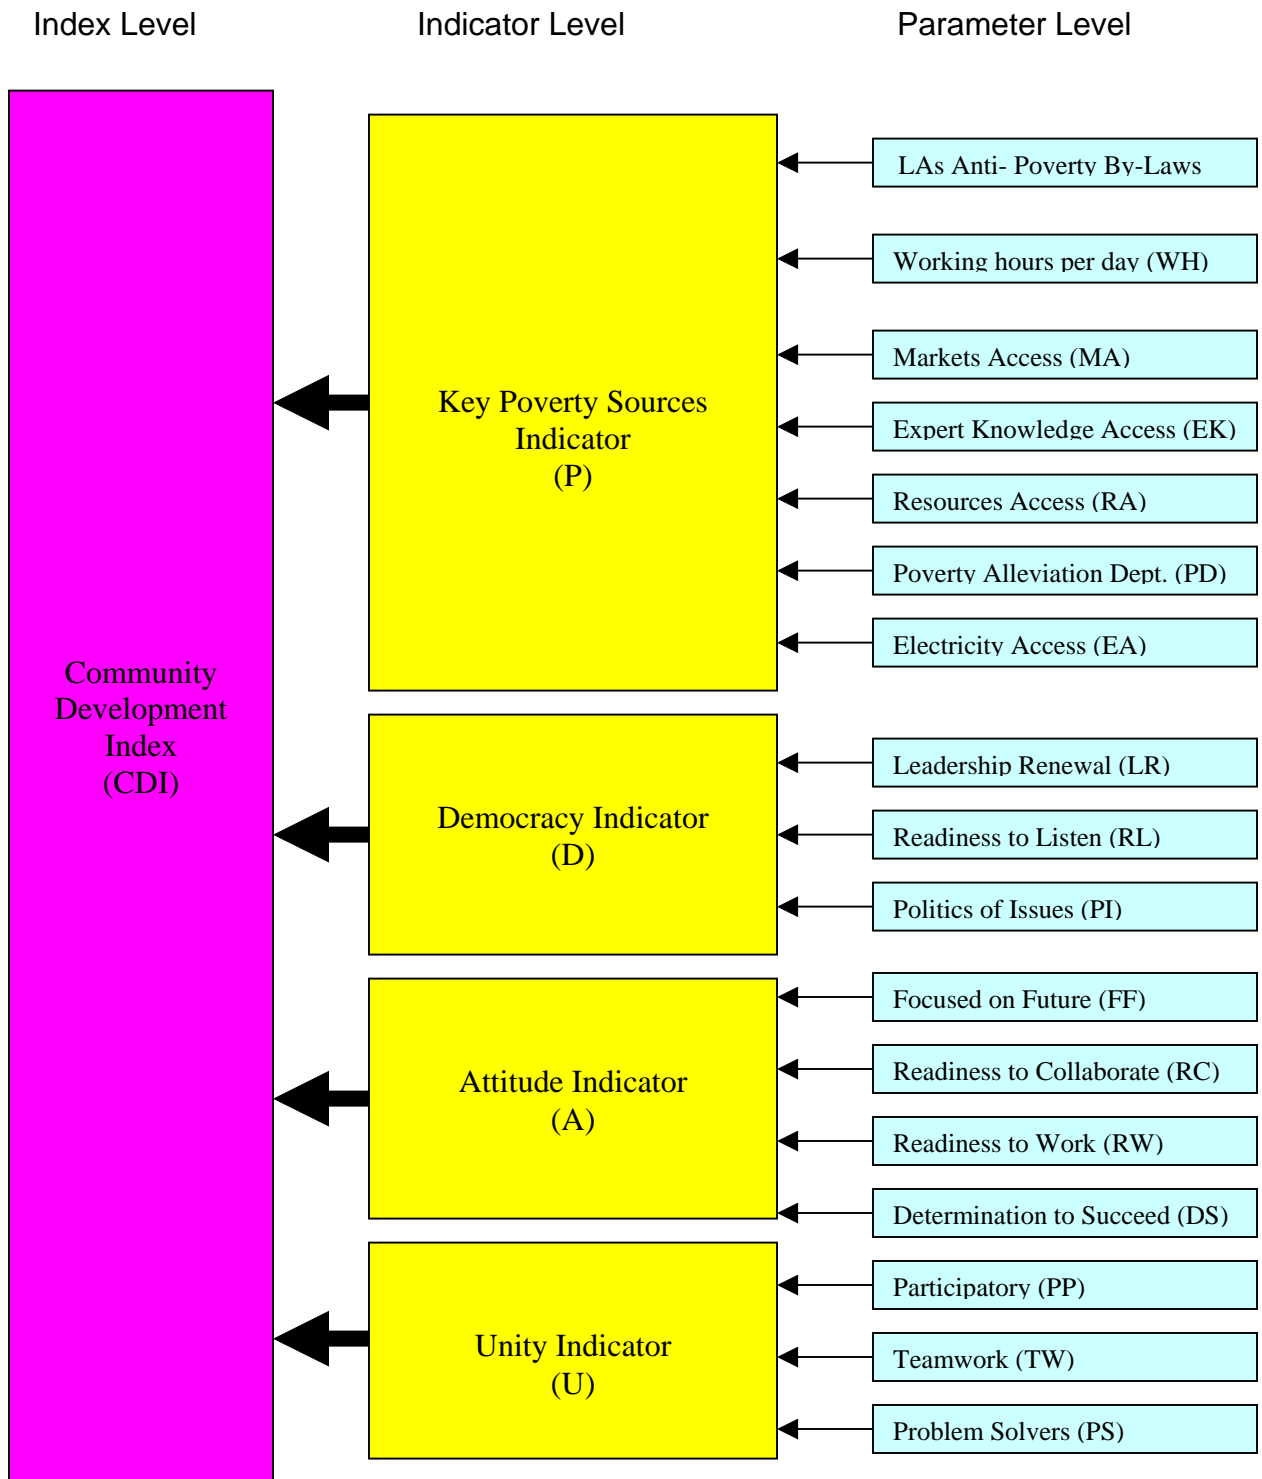 Index Level
Indicator Level
Parameter Level
LAs Anti- Poverty By-Laws
Working hours per day (WH)
Markets Access (MA)
Expert Knowledge Access (EK)
Resources Access (RA)
Poverty Alleviation Dept. (PD)
Electricity Access (EA)
Key Poverty Sources
Indicator
(P)
Community
Development
Index
(CDI)
Leadership Renewal (LR)
Readiness to Listen (RL)
Politics of Issues (PI)
Democracy Indicator
(D)
Focused on Future (FF)
Readiness to Collaborate (RC)
Readiness to Work (RW)
Determination to Succeed (DS)
Attitude Indicator
(A)
Participatory (PP)
Teamwork (TW)
Problem Solvers (PS)
Unity Indicator
(U)